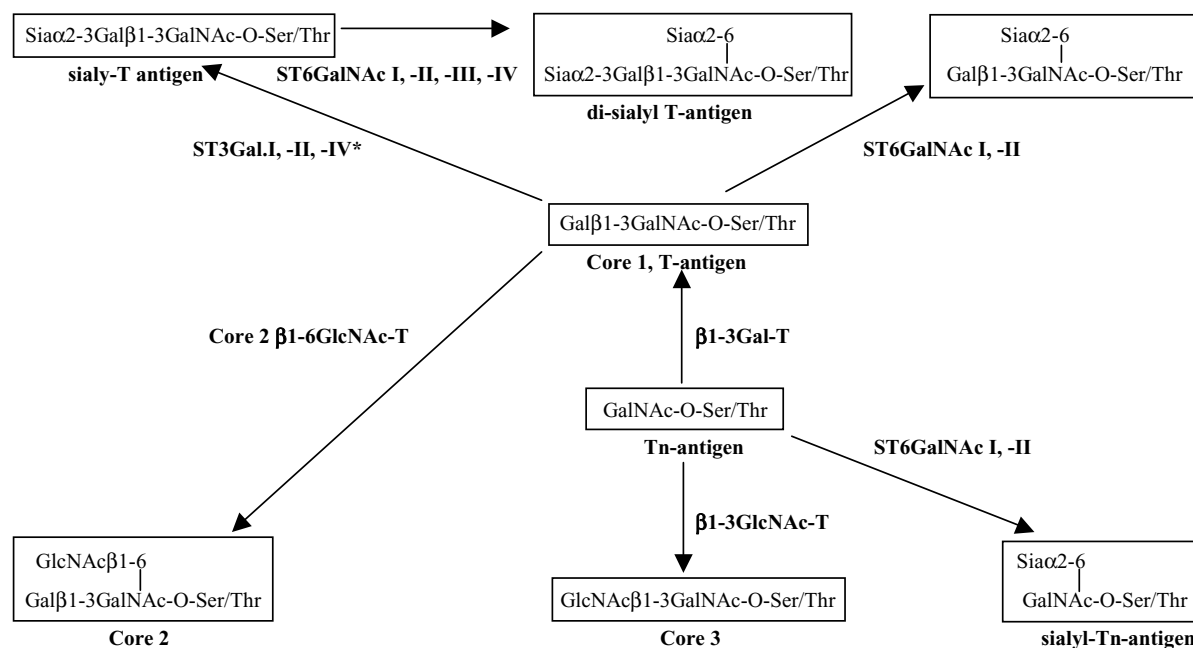 Siaα2-3Galβ1-3GalNAc-O-Ser/Thr
sialy-T antigen
ST6GalNAc I, -II, -III, -IV
Siaα2-6
Siaα2-3Galβ1-3GalNAc-O-Ser/Thr
di-sialyl T-antigen
Siaα2-6
Galβ1-3GalNAc-O-Ser/Thr
ST3Gal.I, -II, -IV*
ST6GalNAc I, -II
Galβ1-3GalNAc-O-Ser/Thr
Core 1, T-antigen
Core 2 β1-6GlcNAc-T
β1-3Gal-T
GalNAc-O-Ser/Thr
Tn-antigen
ST6GalNAc I, -II
β1-3GlcNAc-T
GlcNAcβ1-6
Galβ1-3GalNAc-O-Ser/Thr
Core 2
GlcNAcβ1-3GalNAc-O-Ser/Thr
Core 3
Siaα2-6
GalNAc-O-Ser/Thr
sialyl-Tn-antigen